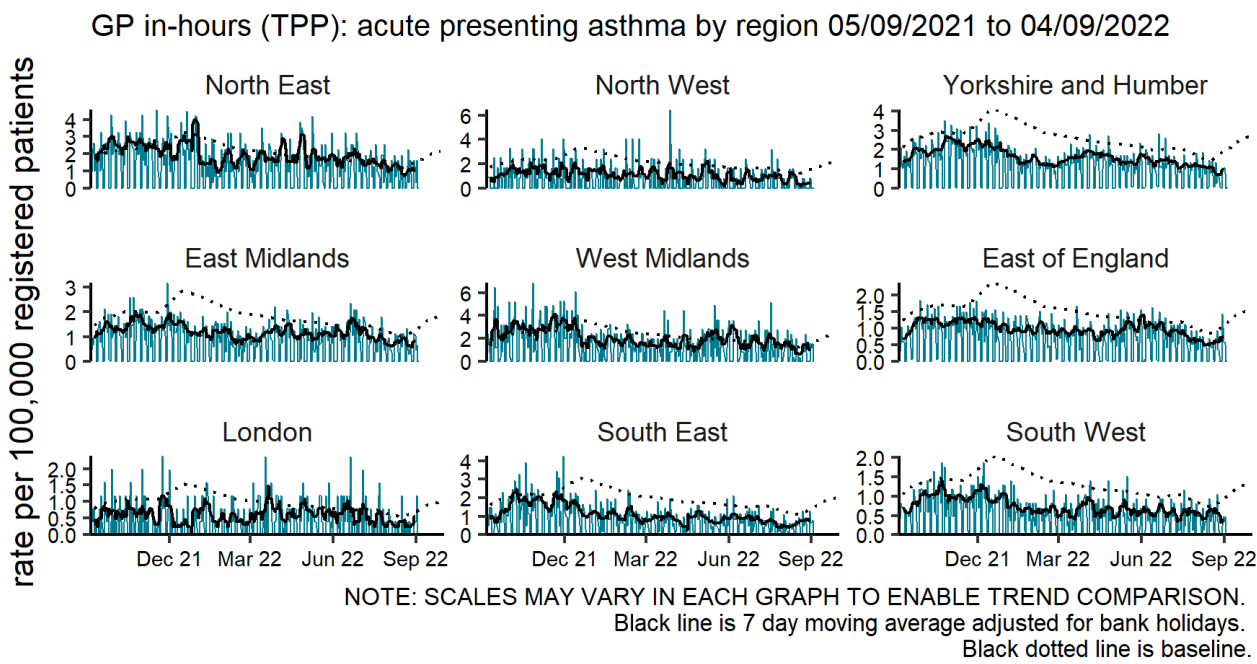 GP in-hours (TPP): acute presenting asthma by region 05/09/2021 to 04/09/2022
rate per 100,000 registered patients
North East
4
3
2
1
0
North West
6
4
2
0
Yorkshire and Humber
4
3
2
1
0
East Midlands
3
2
1
0
West Midlands
6
4
2
0
East of England
2.0
1.5
1.0
0.5
0.0
London
2.0
1.5
1.0
0.5
0.0
Dec 21 Mar 22 Jun 22 Sep 22
South East
4
3
2
1
0
Dec 21 Mar 22 Jun 22 Sep 22
South West
2.0
1.5
1.0
0.5
0.0
Dec 21 Mar 22 Jun 22 Sep 22
NOTE: SCALES MAY VARY IN EACH GRAPH TO ENABLE TREND COMPARISON.
Black line is 7 day moving average adjusted for bank holidays.
Black dotted line is baseline.